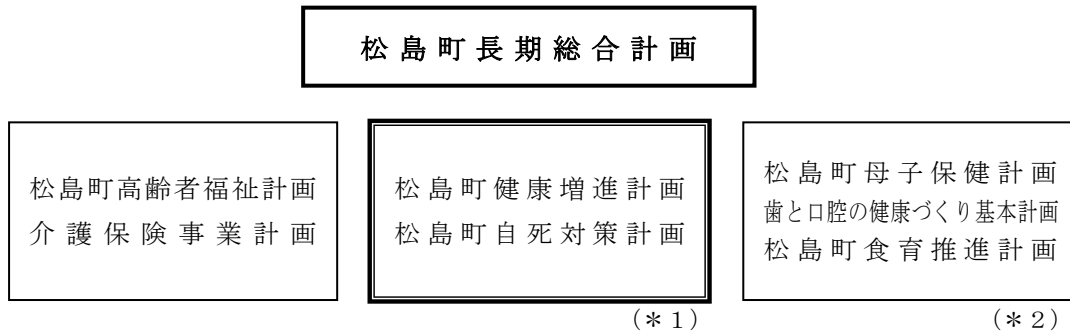 松島町長期総合計画
松島町高齢者福祉計画
介護保険事業計画
松島町健康増進計画
松島町自死対策計画
(＊1)
松島町母子保健計画
歯と口腔の健康づくり基本計画
松島町食育推進計画
(＊2)